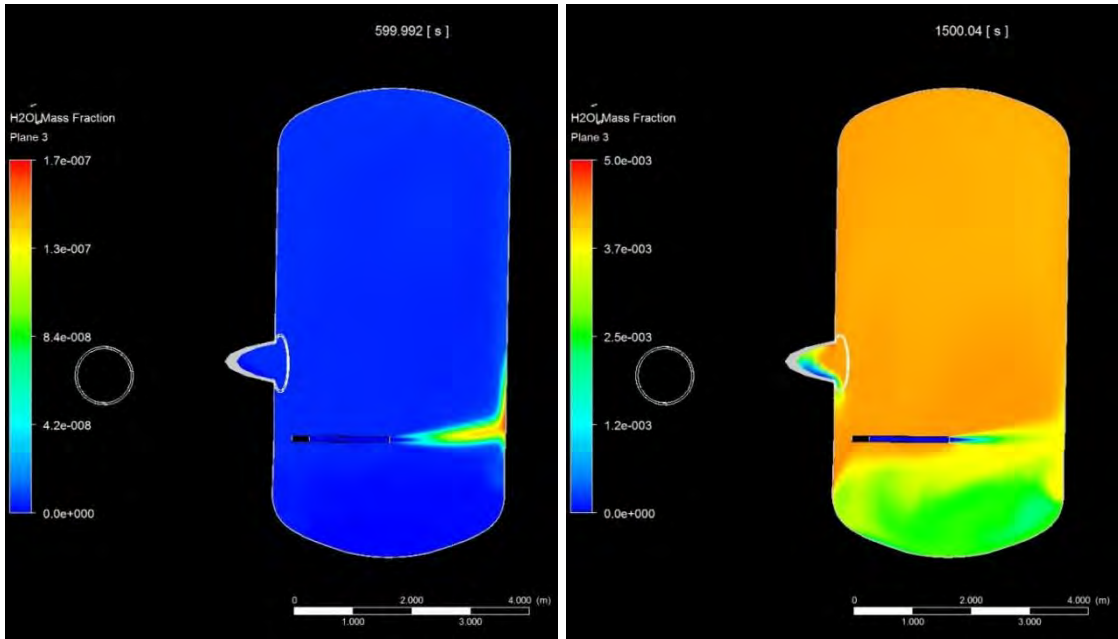 599.992 [ s ]
H2OL.Mass Fraction
Plane 3
1.7e-007
1.3e-007
8.4e-008
4.2e-008
0.0e+000
0 2.000 4.000 (m)
1.000 3.000
1500.04 [ s ]
H2OL.Mass Fraction
Plane 3
5.0e-003
3.7e-003
2.5e-003
1.2e-003
0.0e+000
0 2.000 4.000 (m)
1.000 3.000